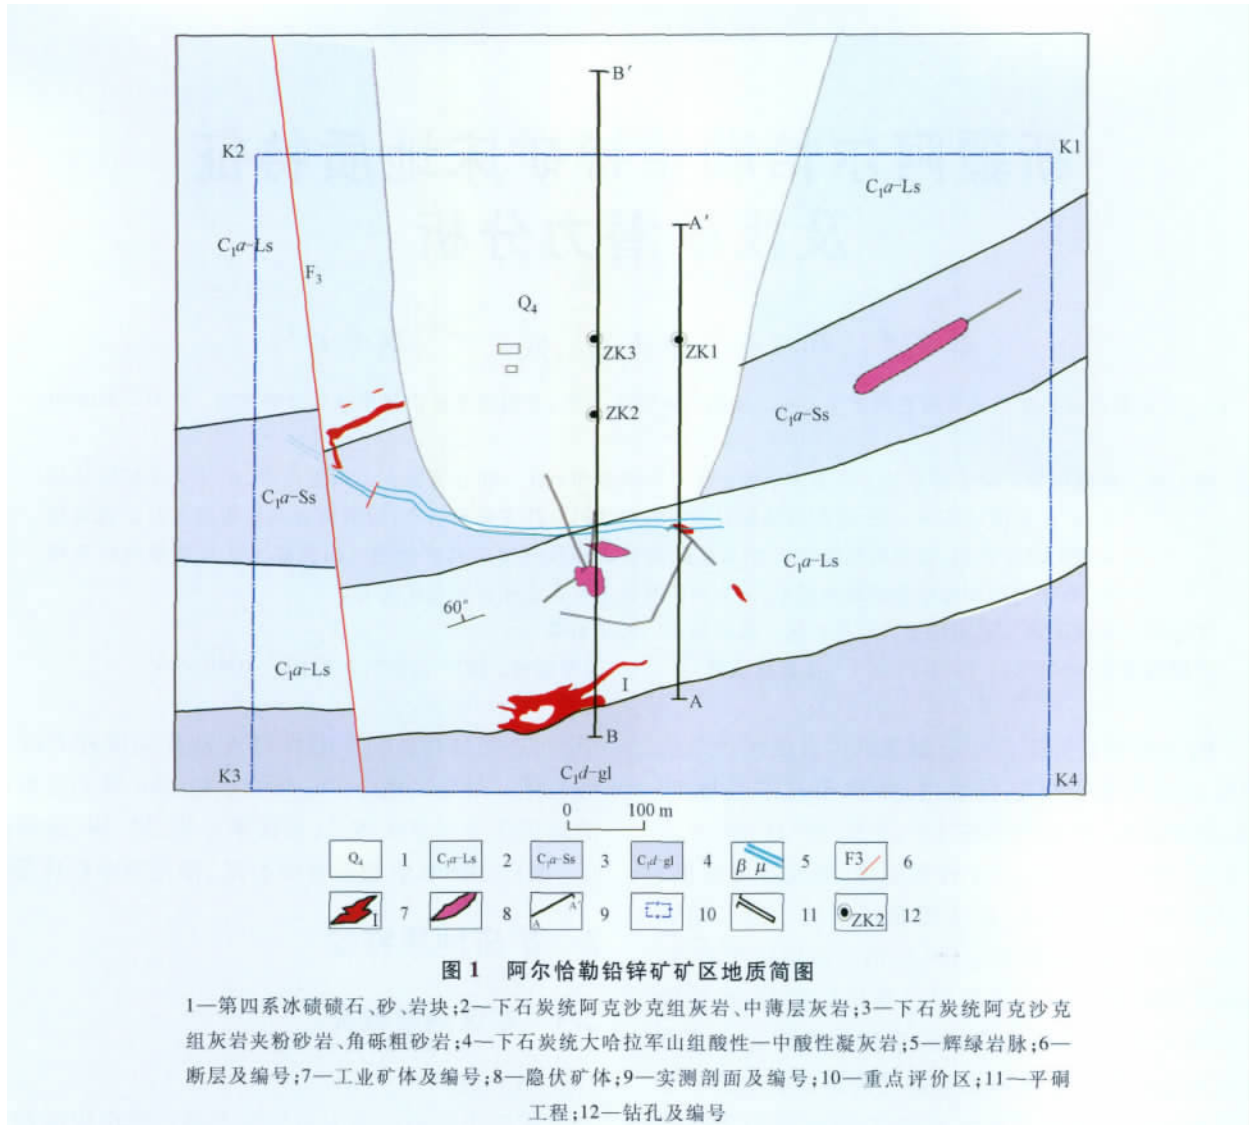 B′
K2
K1
C₁a-Ls
A′
C₁a-Ls
F₃
Q₄
ZK3
ZK1
ZK2
C₁a-Ss
C₁a-Ss
C₁a-Ls
60°
C₁a-Ls
I
A
B
K3
C₁d-gl
K4
0 100 m
Q₄ 1 C₁a-Ls 2 C₁a-Ss 3 C₁d-gl 4 β μ 5 F3 6
I 7 8 A A′ 9 10 11 ZK2 12
图 1 阿尔恰勒铅锌矿矿区地质简图
1—第四系冰碛碛石、砂、岩块;2—下石炭统阿克沙克组灰岩、中薄层灰岩;3—下石炭统阿克沙克
组灰岩夹粉砂岩、角砾粗砂岩;4—下石炭统大哈拉军山组酸性—中酸性凝灰岩;5—辉绿岩脉;6—
断层及编号;7—工业矿体及编号;8—隐伏矿体;9—实测剖面及编号;10—重点评价区;11—平硐
工程;12—钻孔及编号